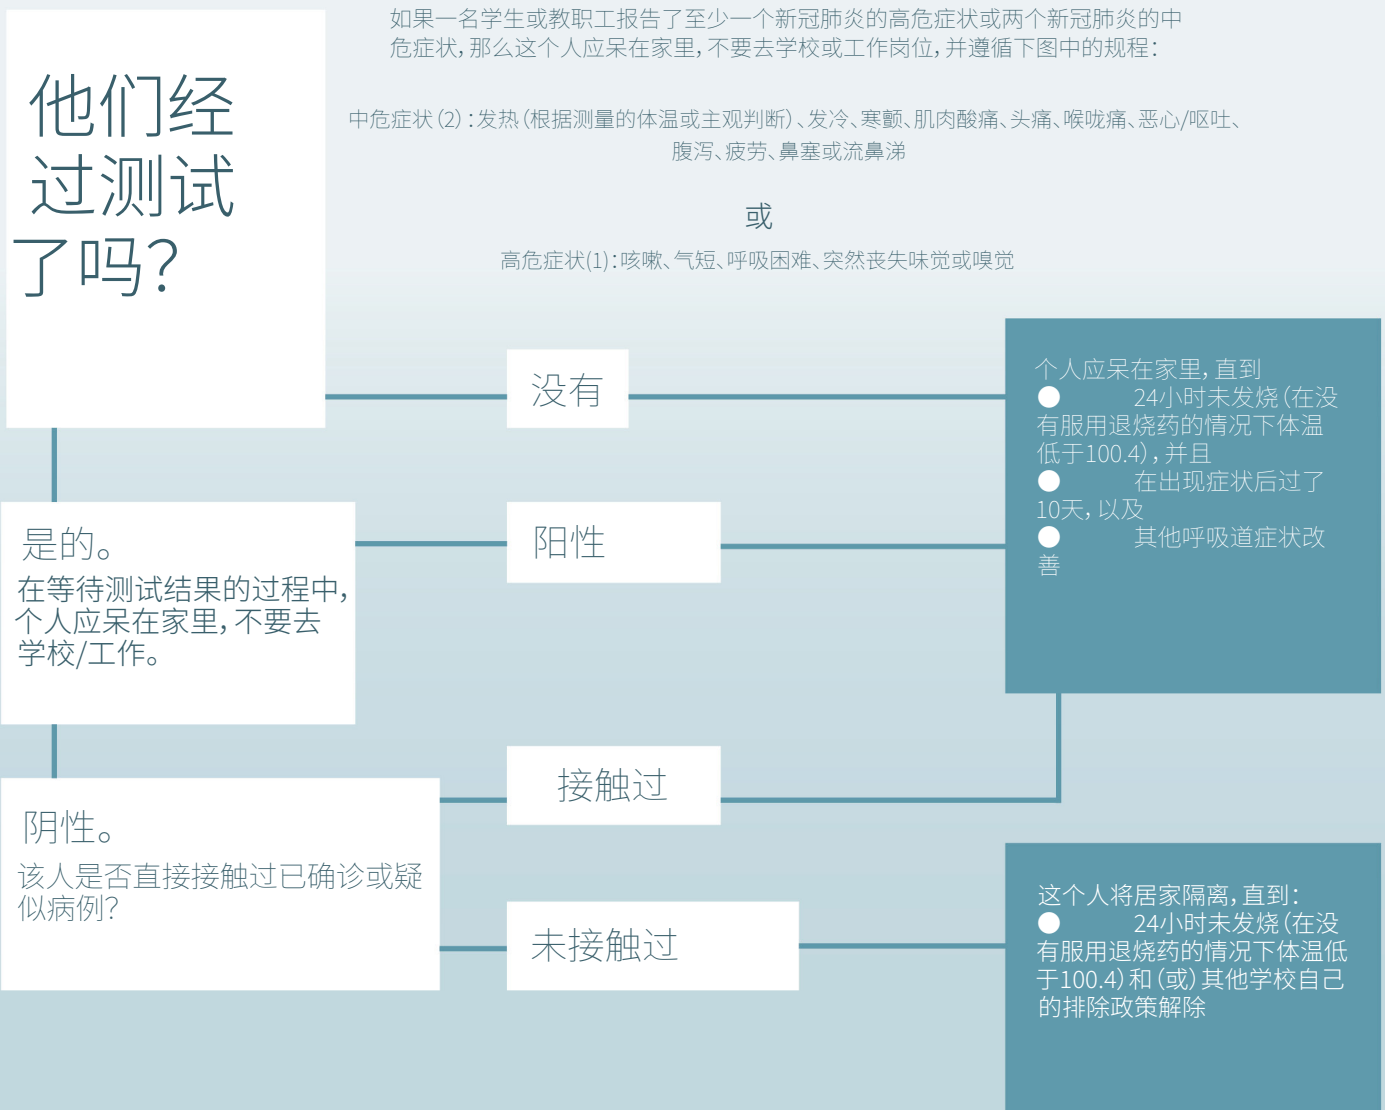 如果一名学生或教职工报告了至少一个新冠肺炎的高危症状或两个新冠肺炎的中
危症状，那么这个人应呆在家里，不要去学校或工作岗位，并遵循下图中的规程：
他们经
过测试
了吗？
中危症状（2）：发热（根据测量的体温或主观判断）、发冷、寒颤、肌肉酸痛、头痛、喉咙痛、恶心/呕吐、
腹泻、疲劳、鼻塞或流鼻涕
或
高危症状(1)：咳嗽、气短、呼吸困难、突然丧失味觉或嗅觉
没有
个人应呆在家里，直到
● 24小时未发烧（在没
有服用退烧药的情况下体温
低于100.4），并且
● 在出现症状后过了
10天，以及
● 其他呼吸道症状改
善
是的。
在等待测试结果的过程中，
个人应呆在家里，不要去
学校/工作。
阳性
阴性。
该人是否直接接触过已确诊或疑
似病例？
接触过
未接触过
这个人将居家隔离，直到：
● 24小时未发烧（在没
有服用退烧药的情况下体温低
于100.4）和（或）其他学校自己
的排除政策解除